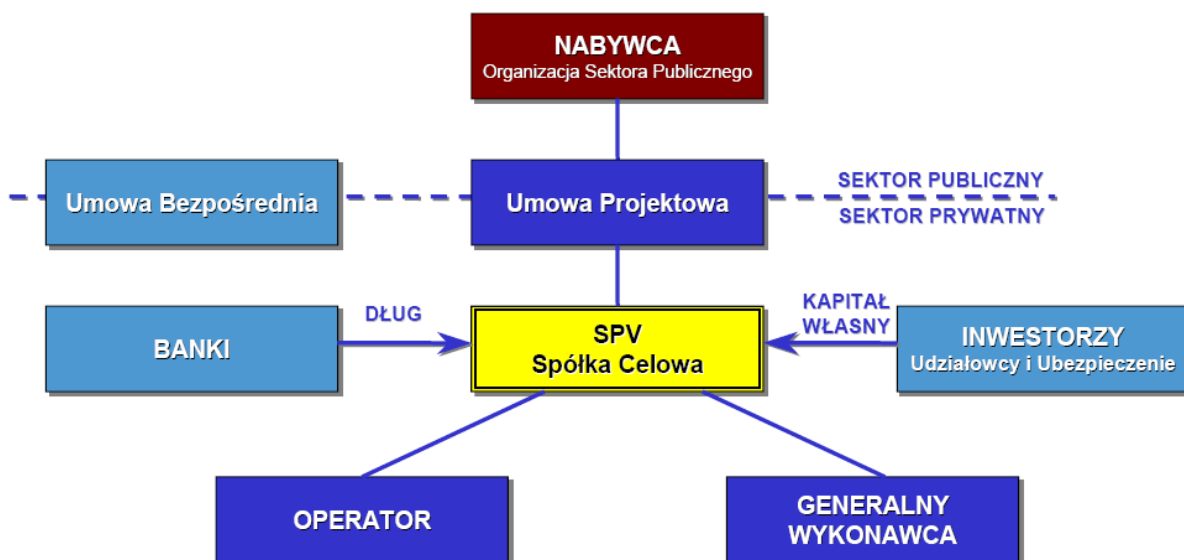 NABYWCA
Organizacja Sektora Publicznego
Umowa Bezpośrednia
Umowa Projektowa
SEKTOR PUBLICZNY
SEKTOR PRYWATNY
BANKI
DŁUG
SPV
Spółka Celowa
KAPITAŁ
WŁASNY
INWESTORZY
Udziałowcy i Ubezpieczenie
OPERATOR
GENERALNY
WYKONAWCA